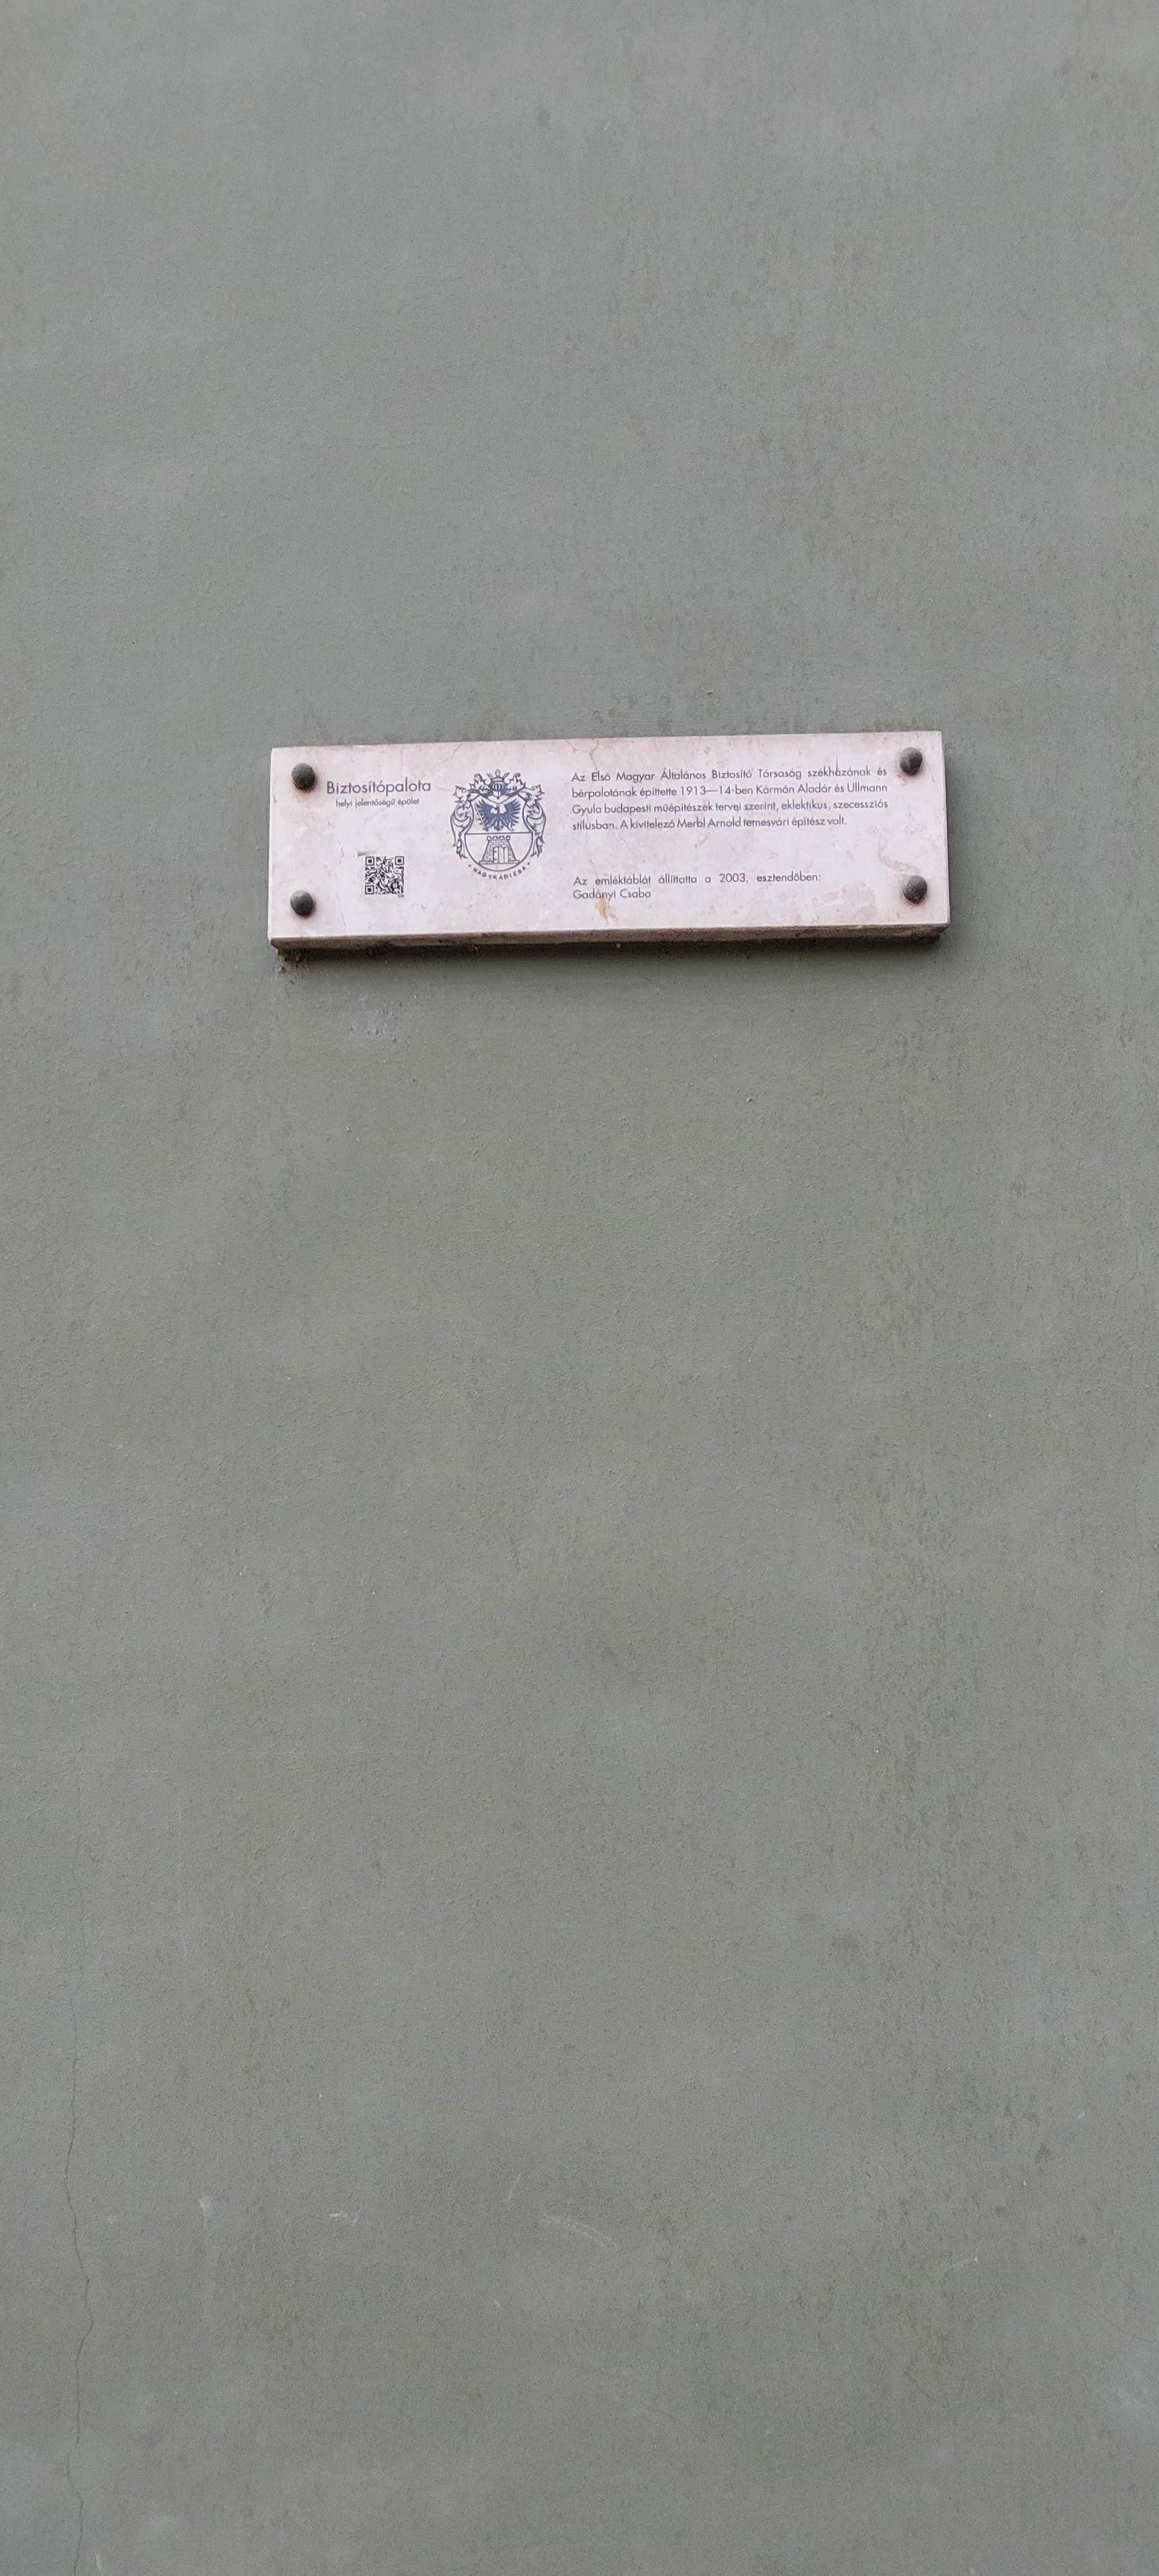 Biztosítópalota
helyi jelentőségű épület
NAGYKANIZSA
Az Első Magyar Általános Biztosító Társaság székházának és
bérpalotának építtette 1913—14-ben Kármán Aladár és Ullmann
Gyula budapesti műépítészek tervei szerint, eklektikus, szecessziós
stílusban. A kivitelező Merbl Arnold temesvári építész volt.
Az emléktáblát állíttatta a 2003. esztendőben:
Gadányi Csaba